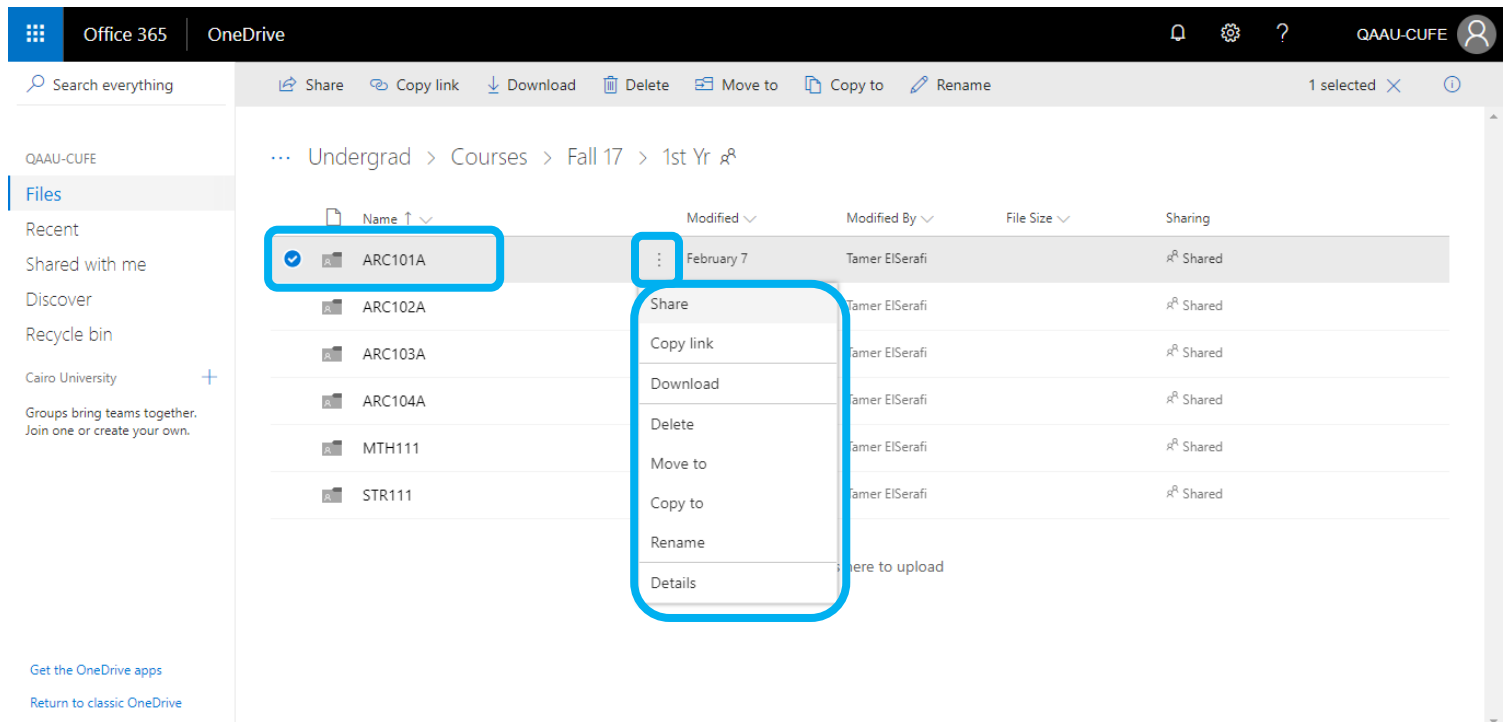 Office 365 OneDrive ? QAAU-CUFE
Search everything Share Copy link Download Delete Move to Copy to Rename 1 selected
QAAU-CUFE
Files
Recent
Shared with me
Discover
Recycle bin
Cairo University
Groups bring teams together.
Join one or create your own.
Get the OneDrive apps
Return to classic OneDrive
... Undergrad > Courses > Fall 17 > 1st Yr
Name Modified Modified By File Size Sharing
ARC101A February 7 Tamer ElSerafi Shared
ARC102A Tamer ElSerafi Shared
ARC103A Tamer ElSerafi Shared
ARC104A Tamer ElSerafi Shared
MTH111 Tamer ElSerafi Shared
STR111 Tamer ElSerafi Shared
Share
Copy link
Download
Delete
Move to
Copy to
Rename
Details
here to upload